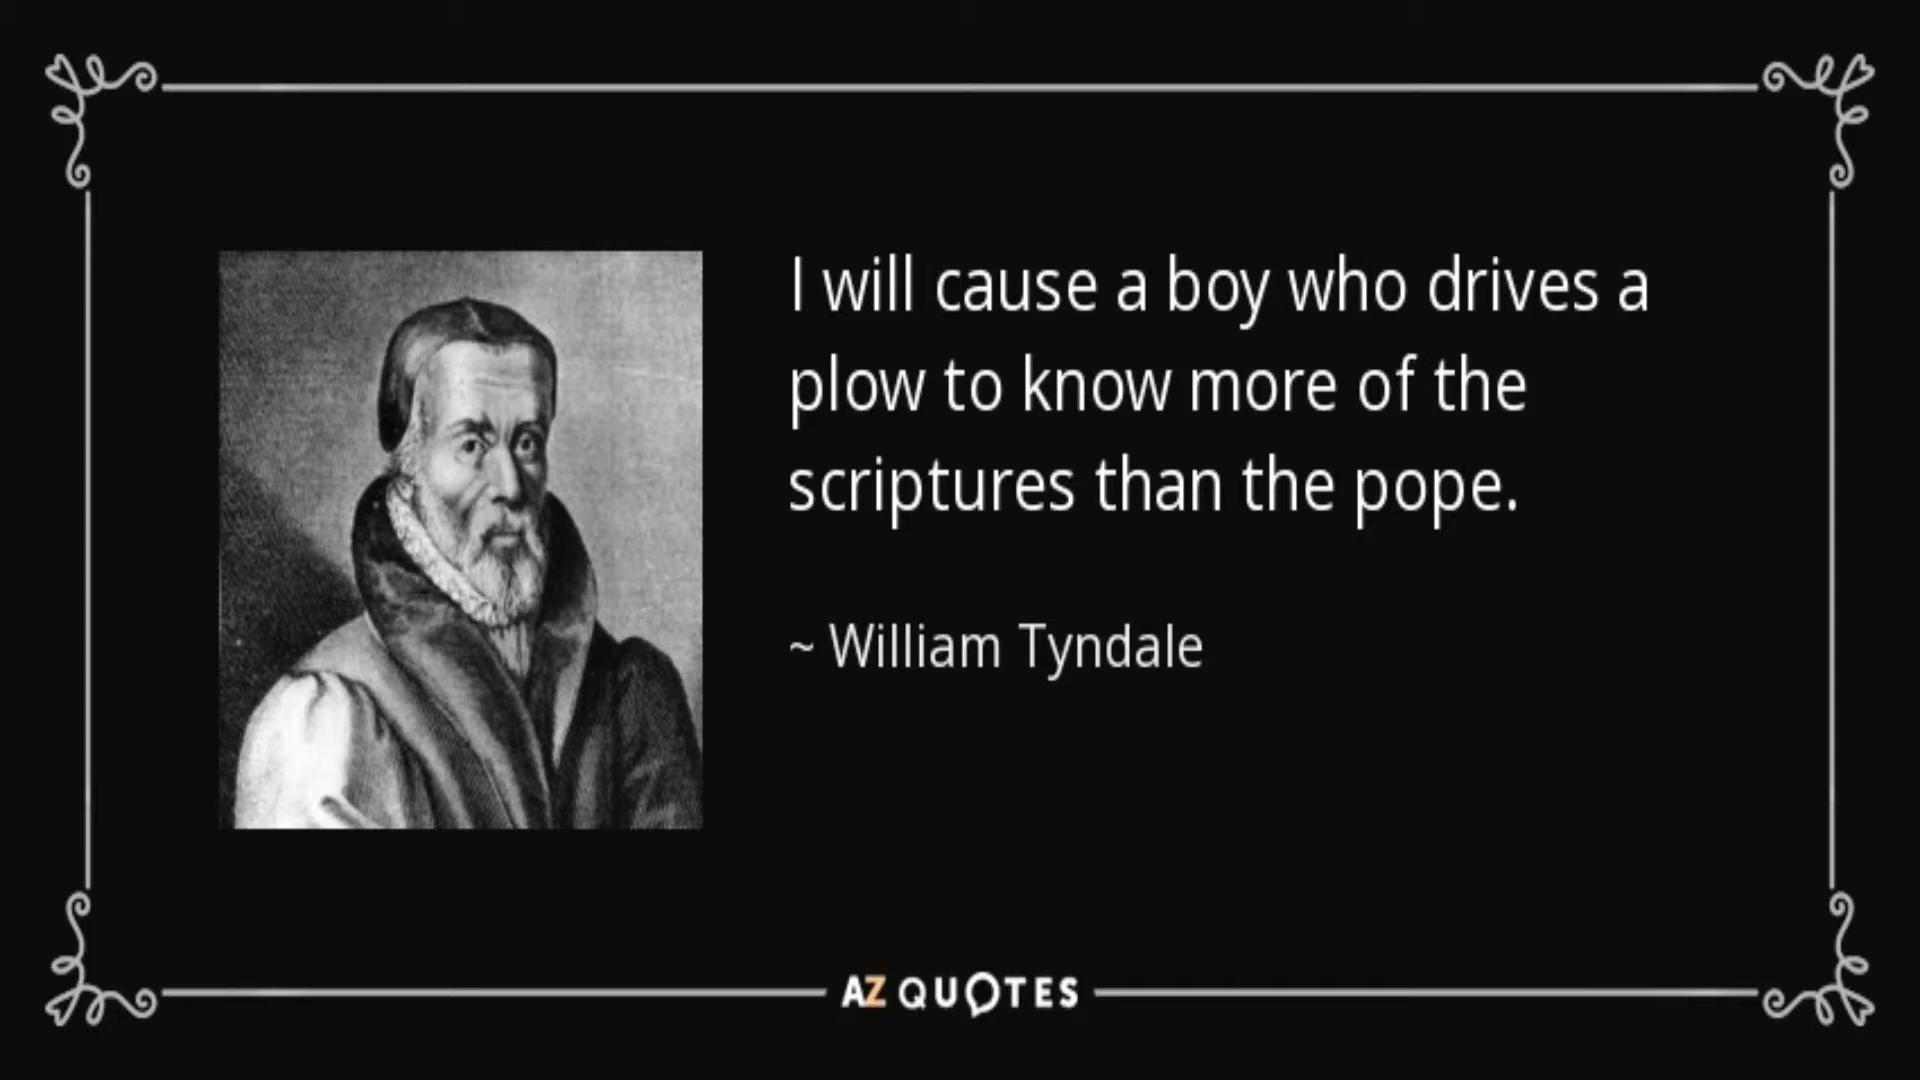 I will cause a boy who drives a
plow to know more of the
scriptures than the pope.
~ William Tyndale
AZ QUOTES